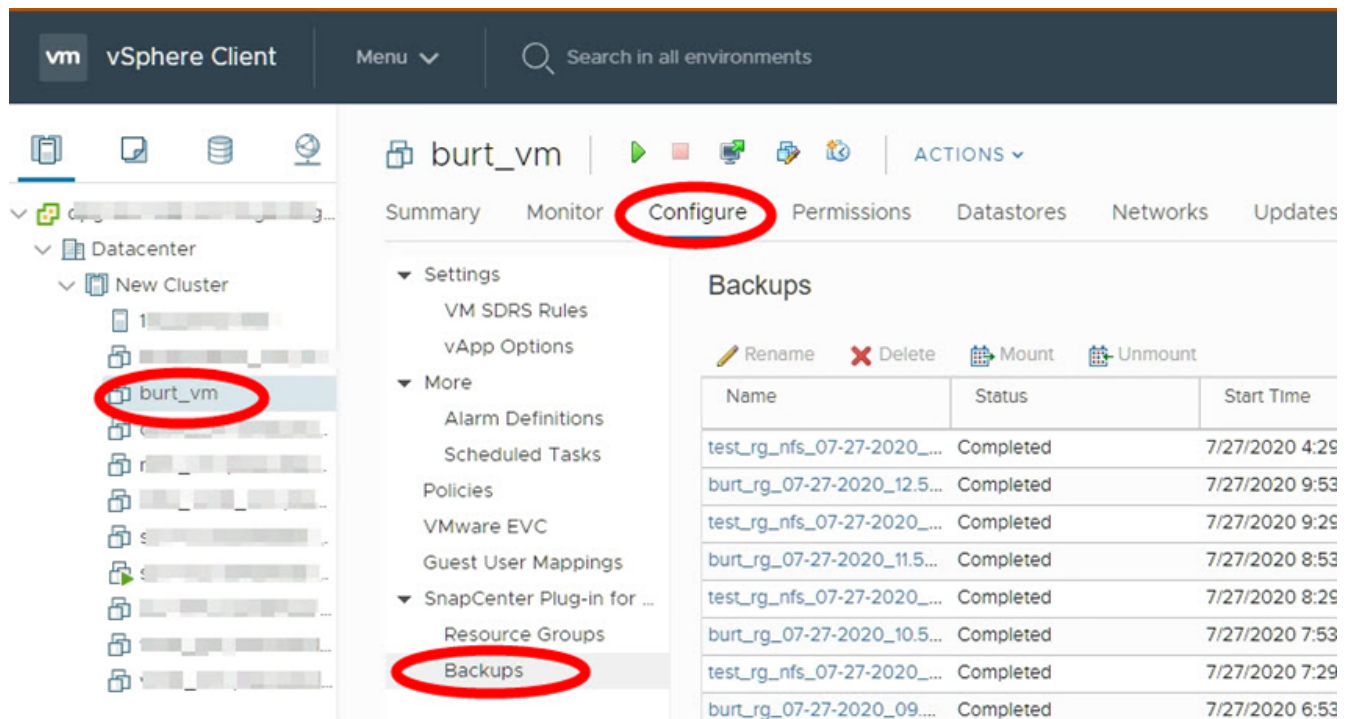 vm vSphere Client Menu Search in all environments
burt_vm ACTIONS
Summary Monitor Configure Permissions Datastores Networks Updates
Datacenter
New Cluster
burt_vm
Settings
VM SDRS Rules
vApp Options
More
Alarm Definitions
Scheduled Tasks
Policies
VMware EVC
Guest User Mappings
SnapCenter Plug-in for ...
Resource Groups
Backups
Backups
Rename Delete Mount Unmount
Name Status Start Time
test_rg_nfs_07-27-2020_... Completed 7/27/2020 4:29
burt_rg_07-27-2020_12.5... Completed 7/27/2020 9:53
test_rg_nfs_07-27-2020_... Completed 7/27/2020 9:29
burt_rg_07-27-2020_11.5... Completed 7/27/2020 8:53
test_rg_nfs_07-27-2020_... Completed 7/27/2020 8:29
burt_rg_07-27-2020_10.5... Completed 7/27/2020 7:53
test_rg_nfs_07-27-2020_... Completed 7/27/2020 7:29
burt_rg_07-27-2020_09.... Completed 7/27/2020 6:53